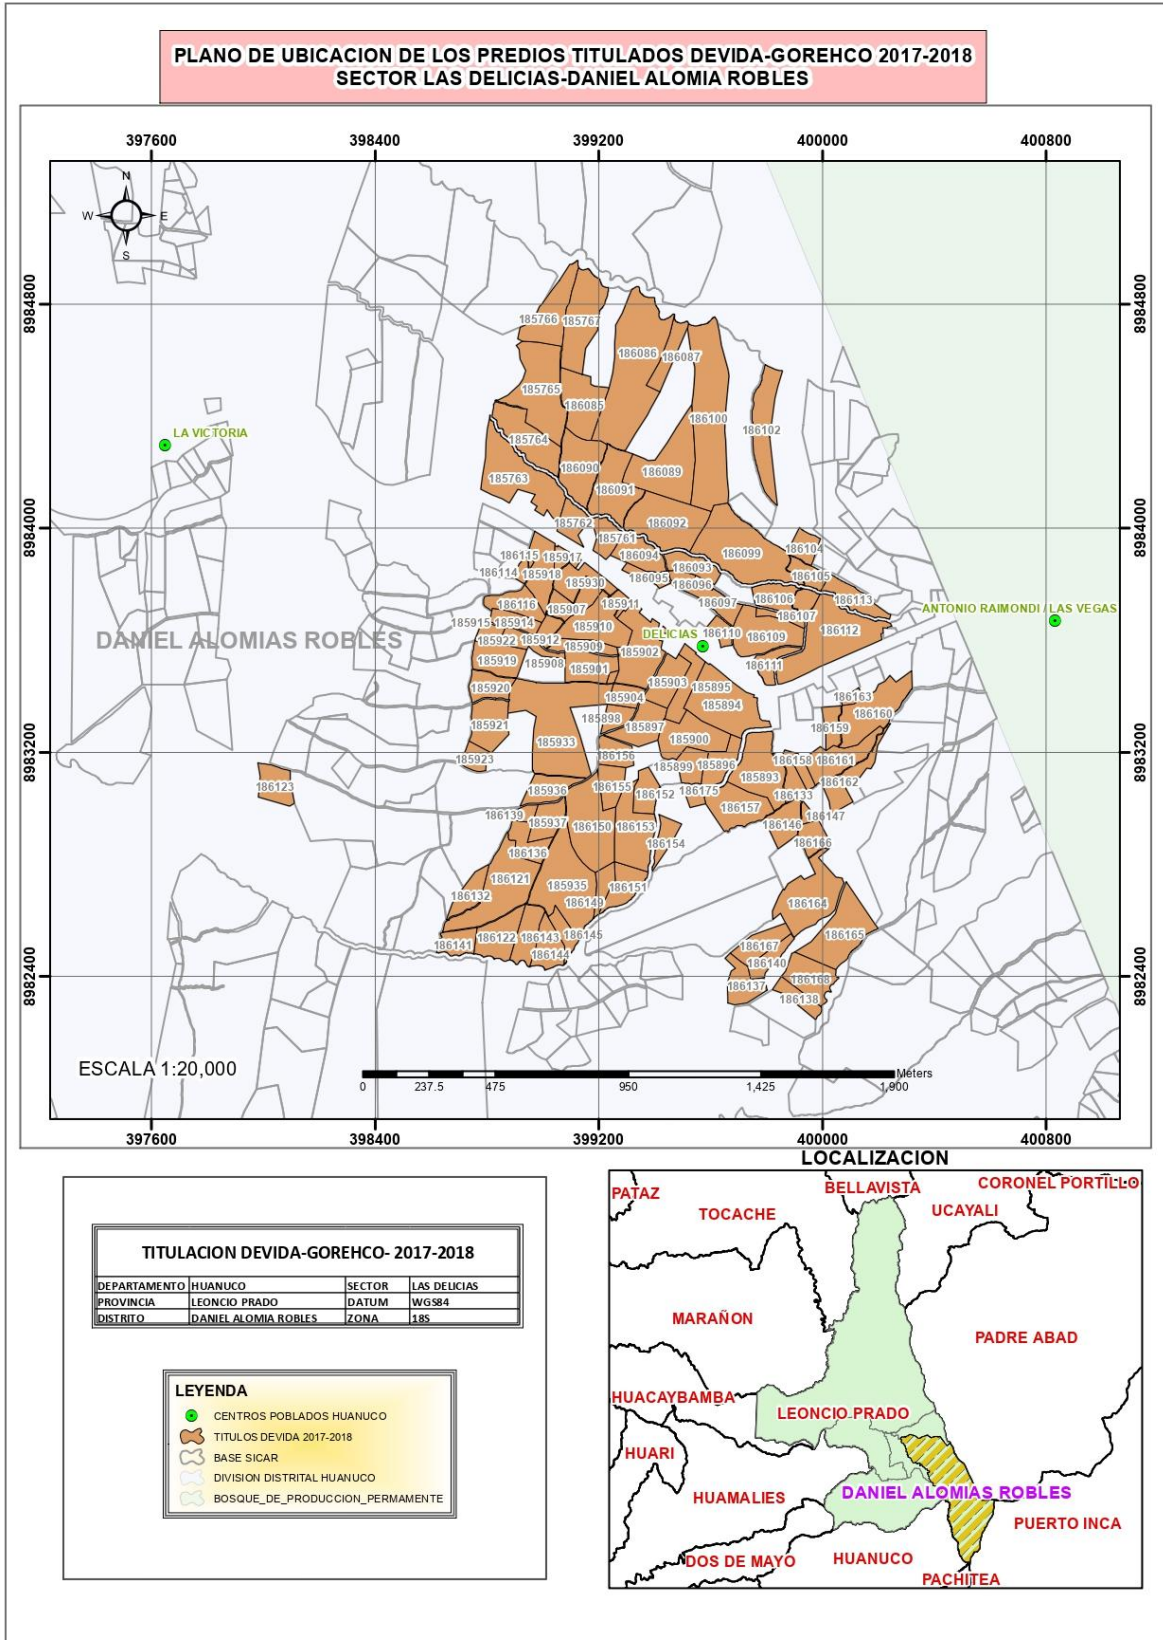 PLANO DE UBICACION DE LOS PREDIOS TITULADOS DEVIDA-GOREHCO 2017-2018
SECTOR LAS DELICIAS-DANIEL ALOMIA ROBLES
397600 398400 399200 400000 400800
N
W E
S
8984800 8984800
185766 185767
186086 186087
185765
186085
186100
186102
LA VICTORIA
185764
186090 186089
185763
186091
185762 186092
8984000 8984000
185761
186094 186099 186104
186115 185917
186114 185918 185930 186095 186093 186105
186096
186116 185907 185911 186097 186106 186113
ANTONIO RAIMONDI / LAS VEGAS
185915 185914 185910 186107
DANIEL ALOMIAS ROBLES
185922 185912 185909 185902 DELICIAS 186110 186109 186112
185919 185908 185901 186111
185920 185904 185903 185895
185894 186163
185921 185898 185897 186160
185933 185900 186159
8983200 8983200
185923 186156 185899 185896 186158 186161
186123 185936 186155 186152 186175 185893 186133 186162
186139 185937 186150 186153 186157 186146 186147
186136 186154 186166
186121 185935 186151
186132 186149 186164
186141 186122 186143 186145 186165
186144 186167
186140
8982400 8982400
186137 186168
186138
ESCALA 1:20,000
Meters
0 237.5 475 950 1,425 1,900
397600 398400 399200 400000 400800
LOCALIZACION
TITULACION DEVIDA-GOREHCO- 2017-2018
DEPARTAMENTO HUANUCO SECTOR LAS DELICIAS
PROVINCIA LEONCIO PRADO DATUM WGS84
DISTRITO DANIEL ALOMIA ROBLES ZONA 18S
LEYENDA
CENTROS POBLADOS HUANUCO
TITULOS DEVIDA 2017-2018
BASE SICAR
DIVISION DISTRITAL HUANUCO
BOSQUE_DE_PRODUCCION_PERMAMENTE
PATAZ BELLAVISTA CORONEL PORTILLO
TOCACHE UCAYALI
MARAÑON
PADRE ABAD
HUACAYBAMBA
LEONCIO PRADO
HUARI
HUAMALIES
DANIEL ALOMIAS ROBLES
PUERTO INCA
DOS DE MAYO HUANUCO
PACHITEA